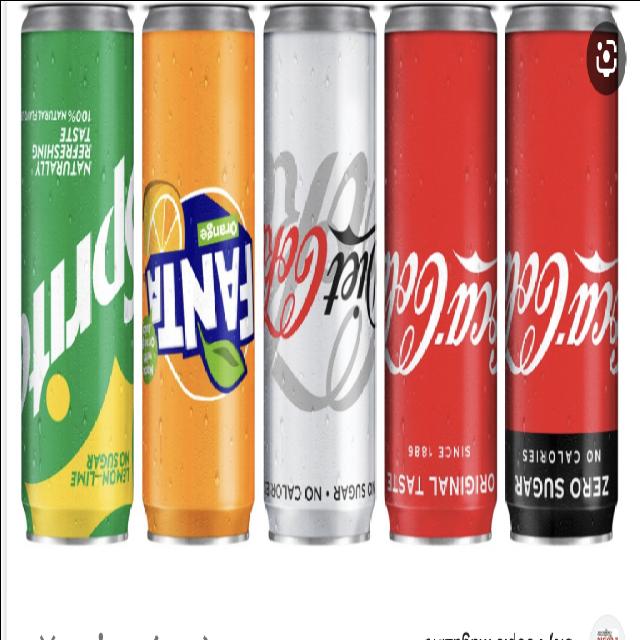 ZERO SUGAR
NO CALORIES
Coca-Cola
ORIGINAL TASTE
SINCE 1886
Coca-Cola
NO SUGAR • NO CALORIES
Diet
Coke
FANTA
Orange
LEMON-LIME
NO SUGAR
Sprite
NATURALLY
REFRESHING
TASTE
100% NATURAL